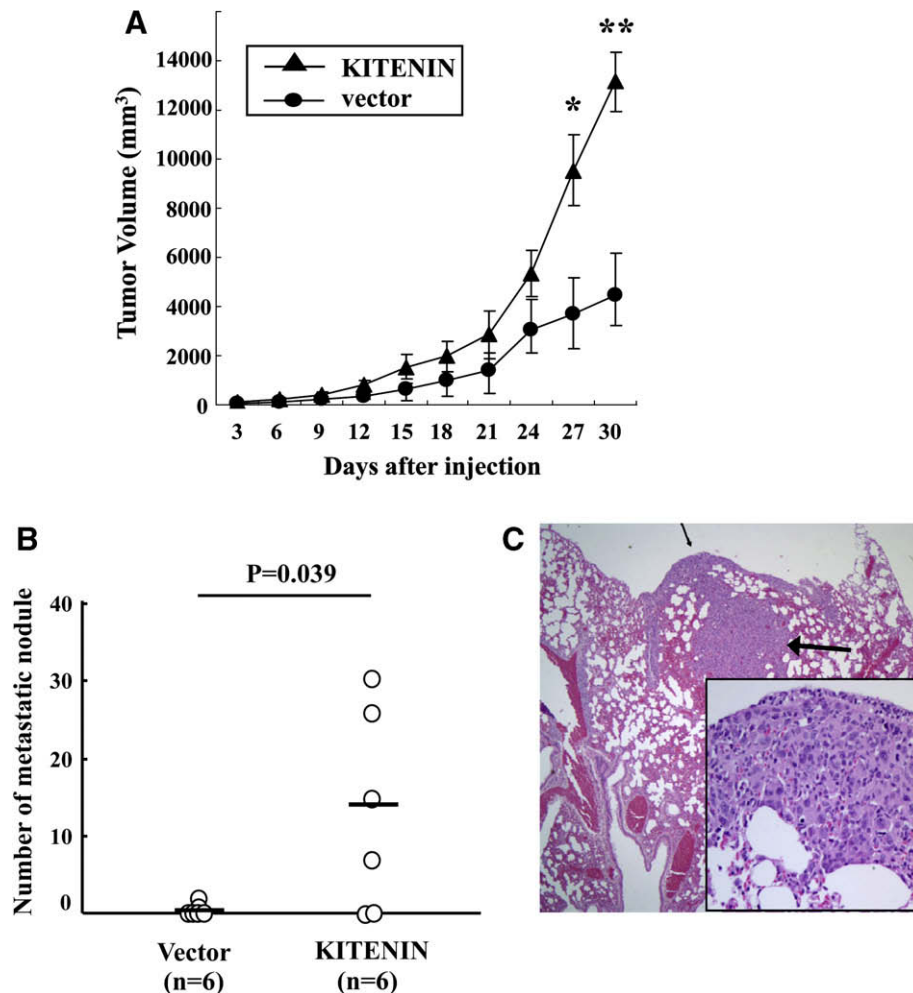 A
**
*
KITENIN
vector
Tumor Volume (mm³)
14000
12000
10000
8000
6000
4000
2000
0
3 6 9 12 15 18 21 24 27 30
Days after injection
B
P=0.039
Number of metastatic nodule
40
30
20
10
0
Vector
(n=6)
KITENIN
(n=6)
C